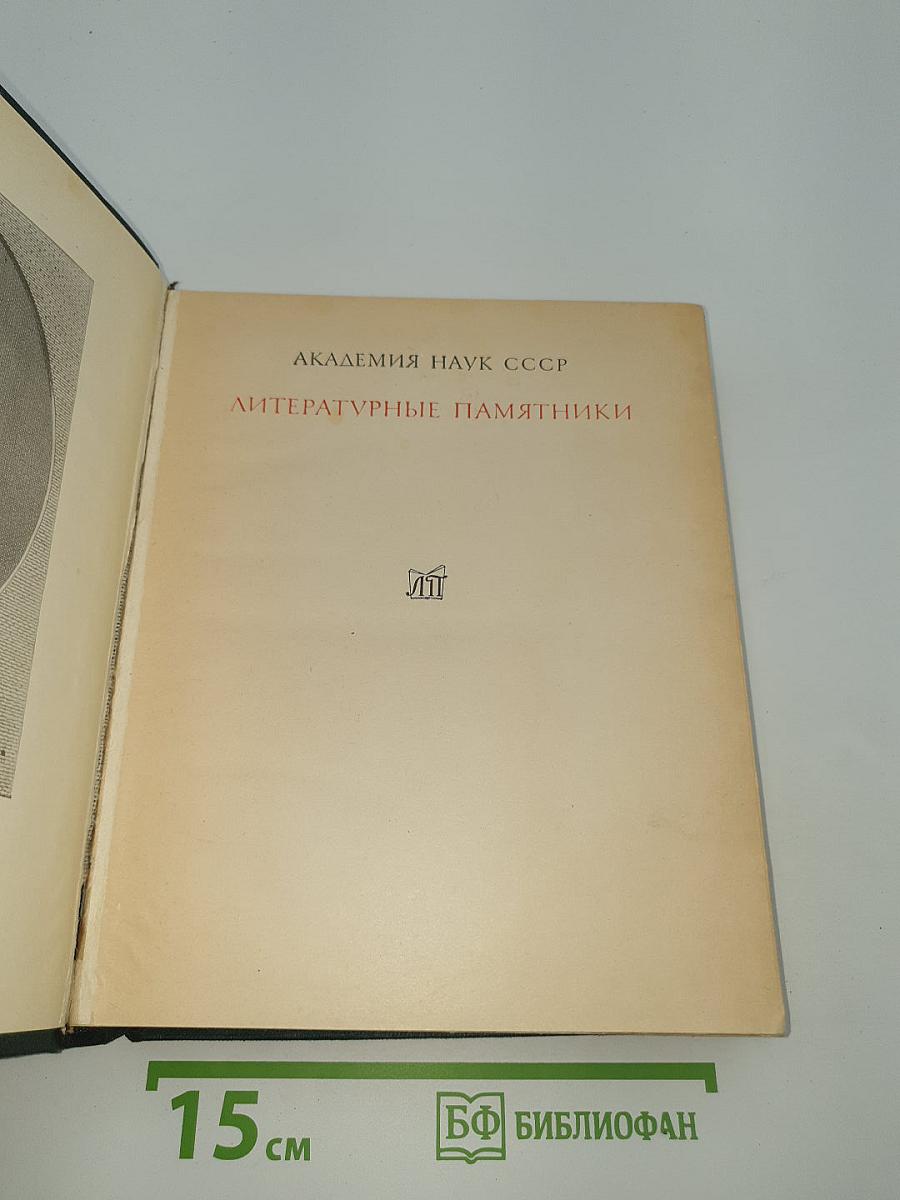 АКАДЕМИЯ НАУК СССР
ЛИТЕРАТУРНЫЕ ПАМЯТНИКИ
ЛП
15 см
БФ БИБЛИОФАН